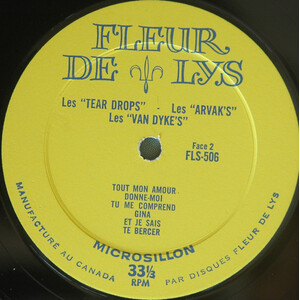 FLEUR
DE LYS
Les "TEAR DROPS" - Les "ARVAK'S"
Les "VAN DYKE'S"
Face 2
FLS-506
TOUT MON AMOUR
DONNE-MOI
TU ME COMPREND
GINA
ET JE SAIS
TE BERCER
MICROSILLON
33⅓
RPM
MANUFACTURÉ AU CANADA
PAR DISQUES FLEUR DE LYS